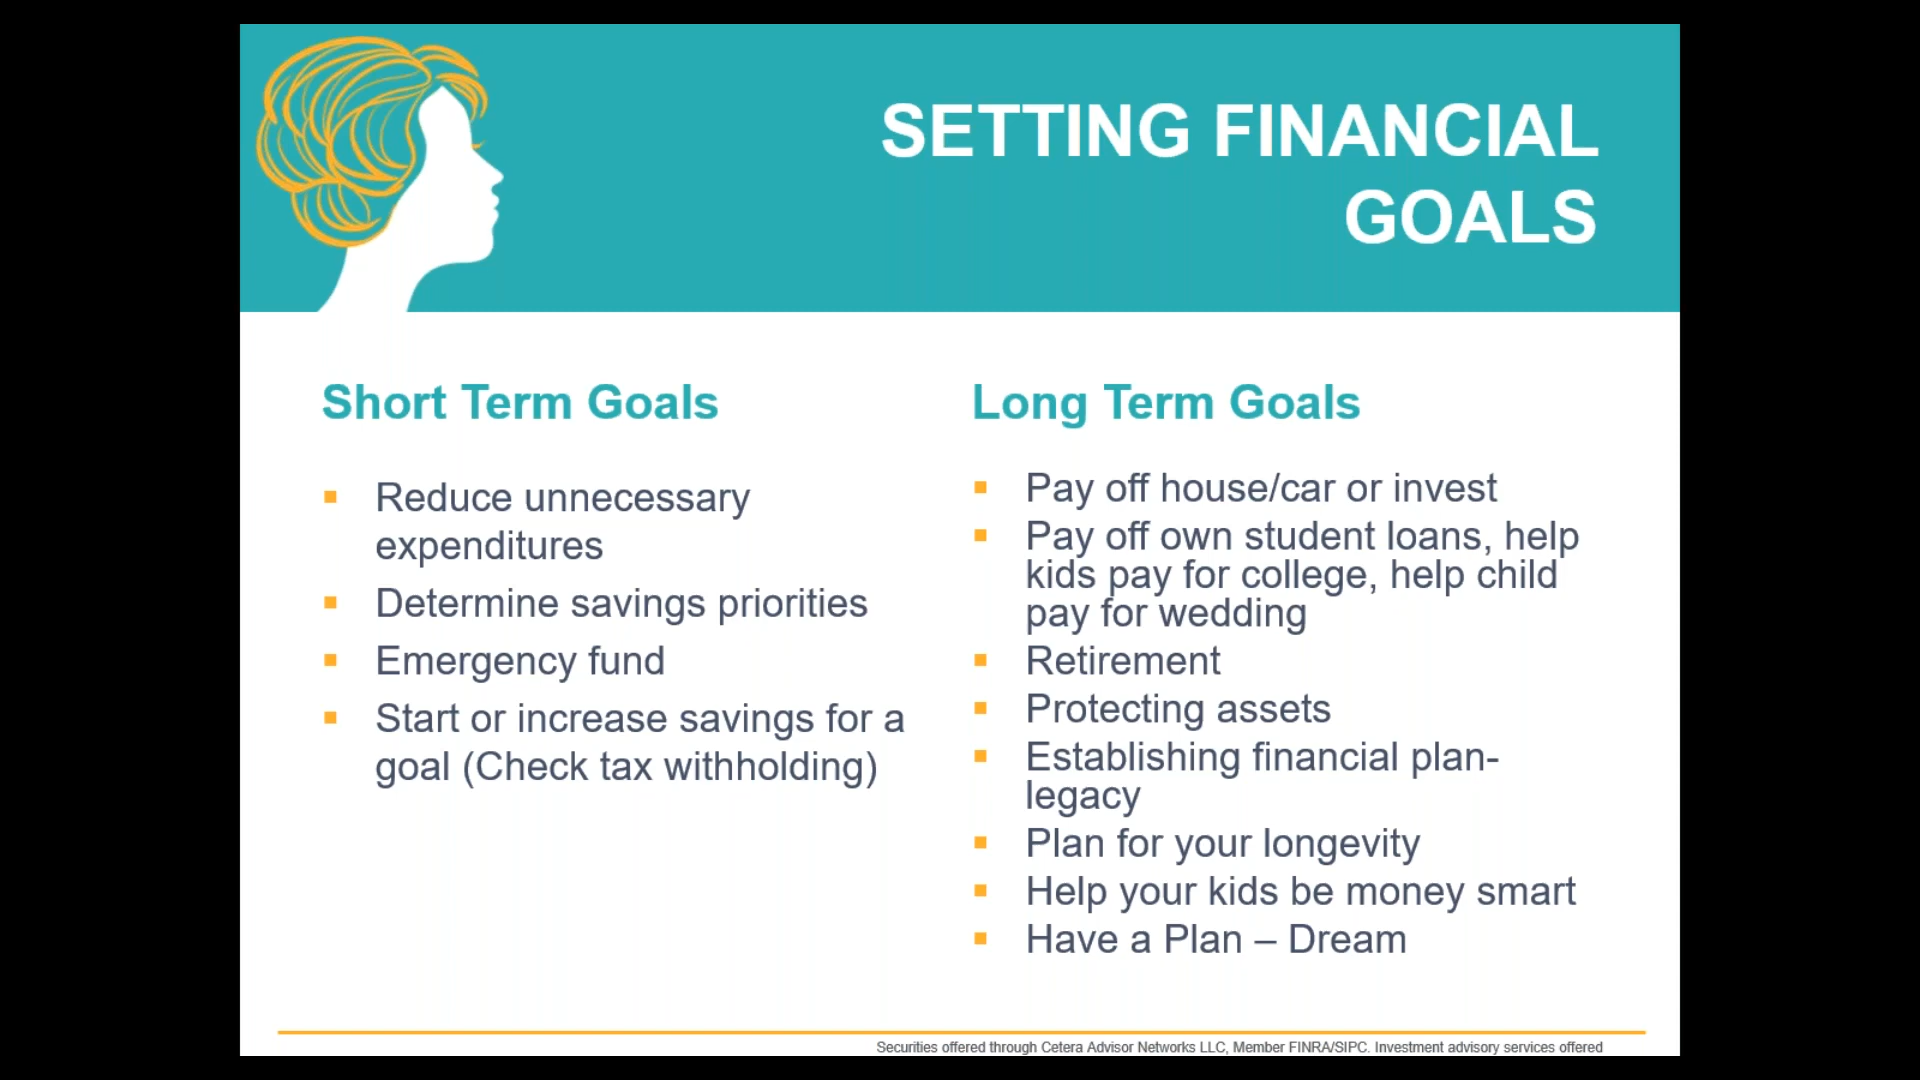 SETTING FINANCIAL
GOALS
Short Term Goals
Reduce unnecessary
expenditures
Determine savings priorities
Emergency fund
Start or increase savings for a
goal (Check tax withholding)
Long Term Goals
Pay off house/car or invest
Pay off own student loans, help
kids pay for college, help child
pay for wedding
Retirement
Protecting assets
Establishing financial plan-
legacy
Plan for your longevity
Help your kids be money smart
Have a Plan – Dream
Securities offered through Cetera Advisor Networks LLC, Member FINRA/SIPC. Investment advisory services offered